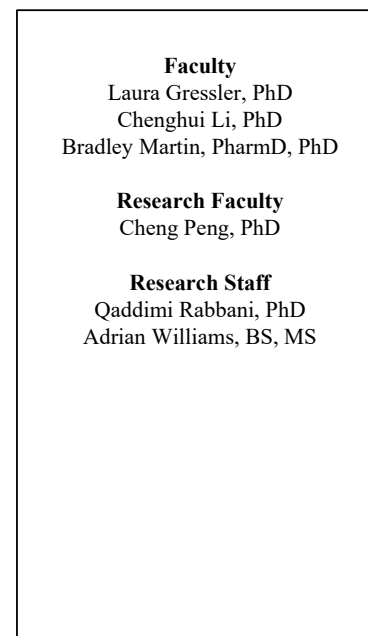 Faculty
Laura Gressler, PhD
Chenghui Li, PhD
Bradley Martin, PharmD, PhD
Research Faculty
Cheng Peng, PhD
Research Staff
Qaddimi Rabbani, PhD
Adrian Williams, BS, MS